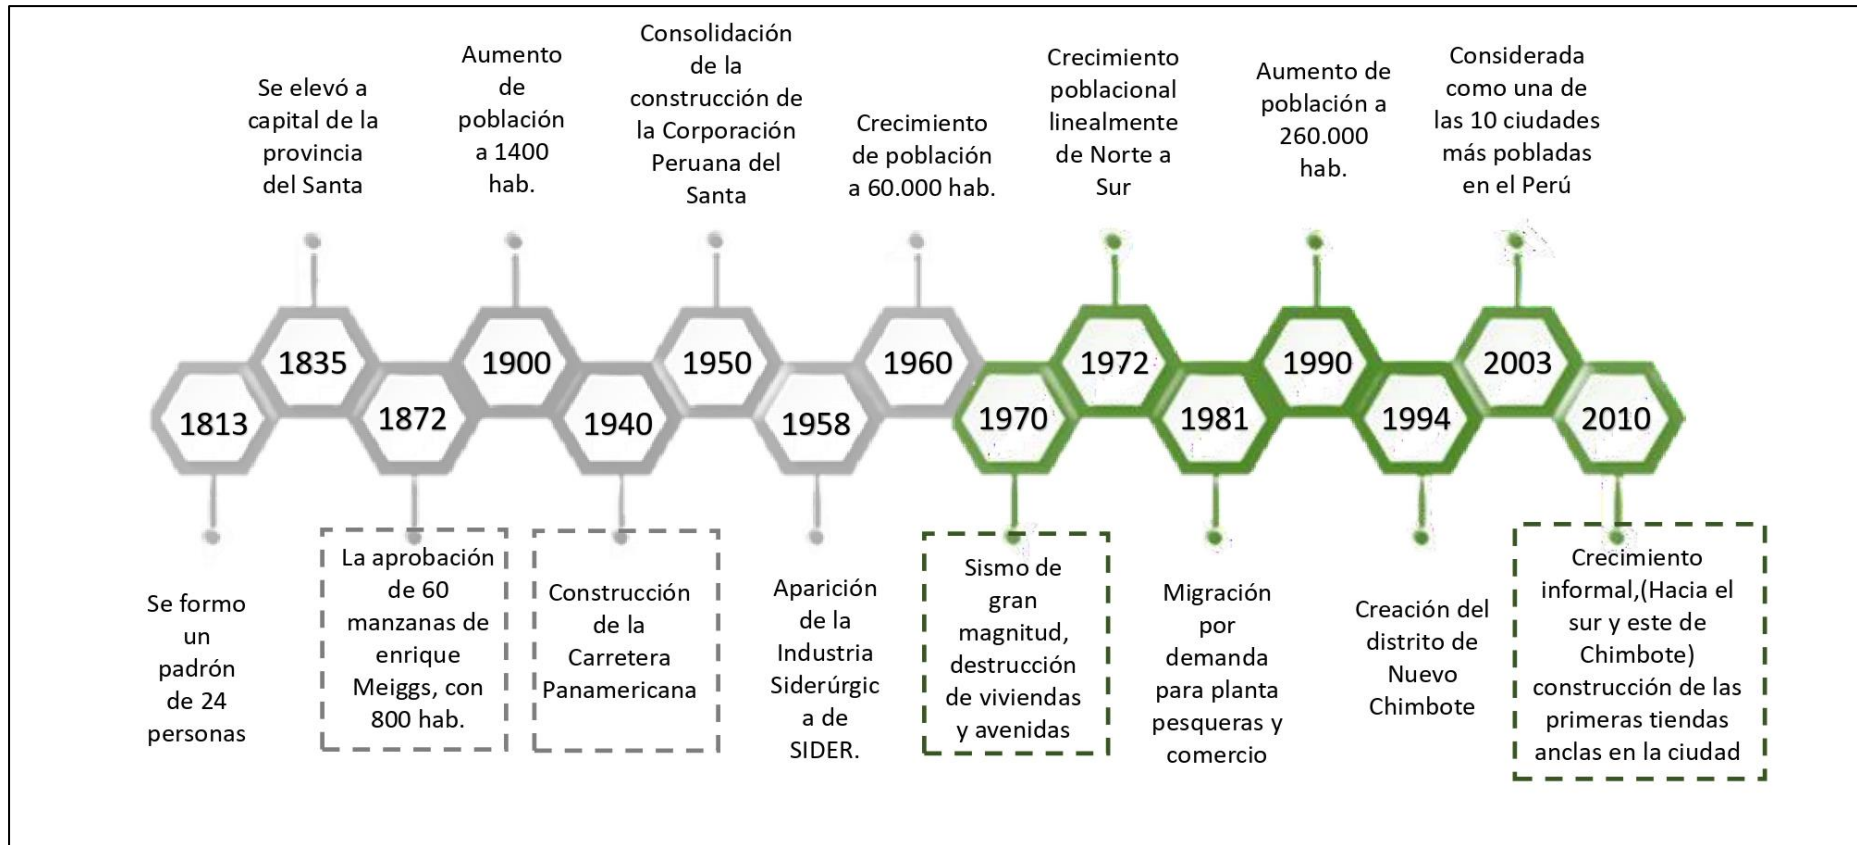 Se elevó a
capital de la
provincia
del Santa
Aumento
de
población
a 1400
hab.
Consolidación
de la
construcción de
la Corporación
Peruana del
Santa
Crecimiento
de población
a 60.000 hab.
Crecimiento
poblacional
linealmente
de Norte a
Sur
Aumento de
población a
260.000
hab.
Considerada
como una de
las 10 ciudades
más pobladas
en el Perú
1813
1835
1872
1900
1940
1950
1958
1960
1970
1972
1981
1990
1994
2003
2010
Se formo
un
padrón
de 24
personas
La aprobación
de 60
manzanas de
enrique
Meiggs, con
800 hab.
Construcción
de la
Carretera
Panamericana
Aparición
de la
Industria
Siderúrgic
a de
SIDER.
Sismo de
gran
magnitud,
destrucción
de viviendas
y avenidas
Migración
por
demanda
para planta
pesqueras y
comercio
Creación del
distrito de
Nuevo
Chimbote
Crecimiento
informal,(Hacia el
sur y este de
Chimbote)
construcción de las
primeras tiendas
anclas en la ciudad